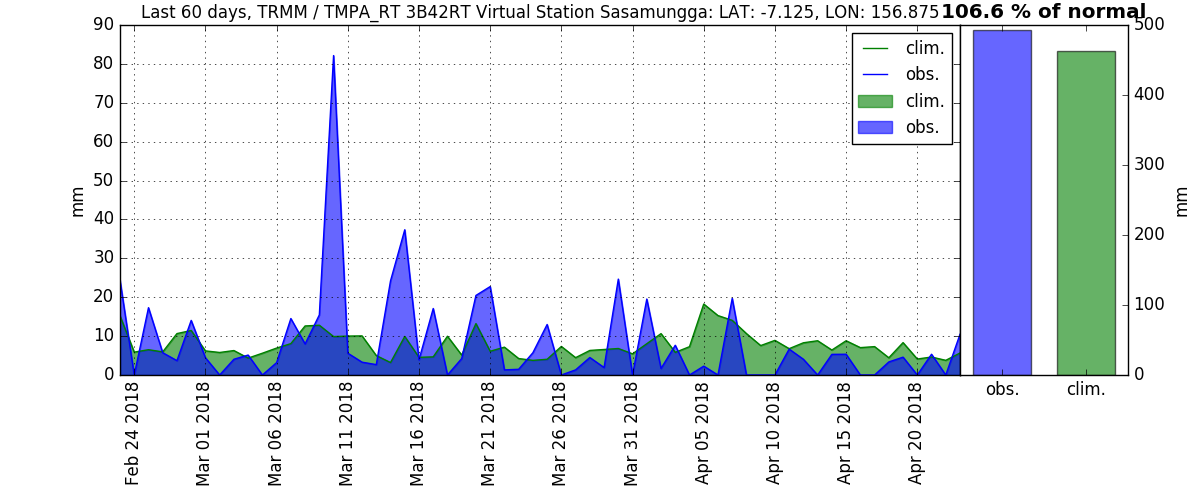 Last 60 days, TRMM / TMPA_RT 3B42RT Virtual Station Sasamungga: LAT: -7.125, LON: 156.875
106.6 % of normal
mm
90
80
70
60
50
40
30
20
10
0
clim.
obs.
clim.
obs.
Feb 24 2018
Mar 01 2018
Mar 06 2018
Mar 11 2018
Mar 16 2018
Mar 21 2018
Mar 26 2018
Mar 31 2018
Apr 05 2018
Apr 10 2018
Apr 15 2018
Apr 20 2018
500
400
300
200
100
0
mm
obs.
clim.